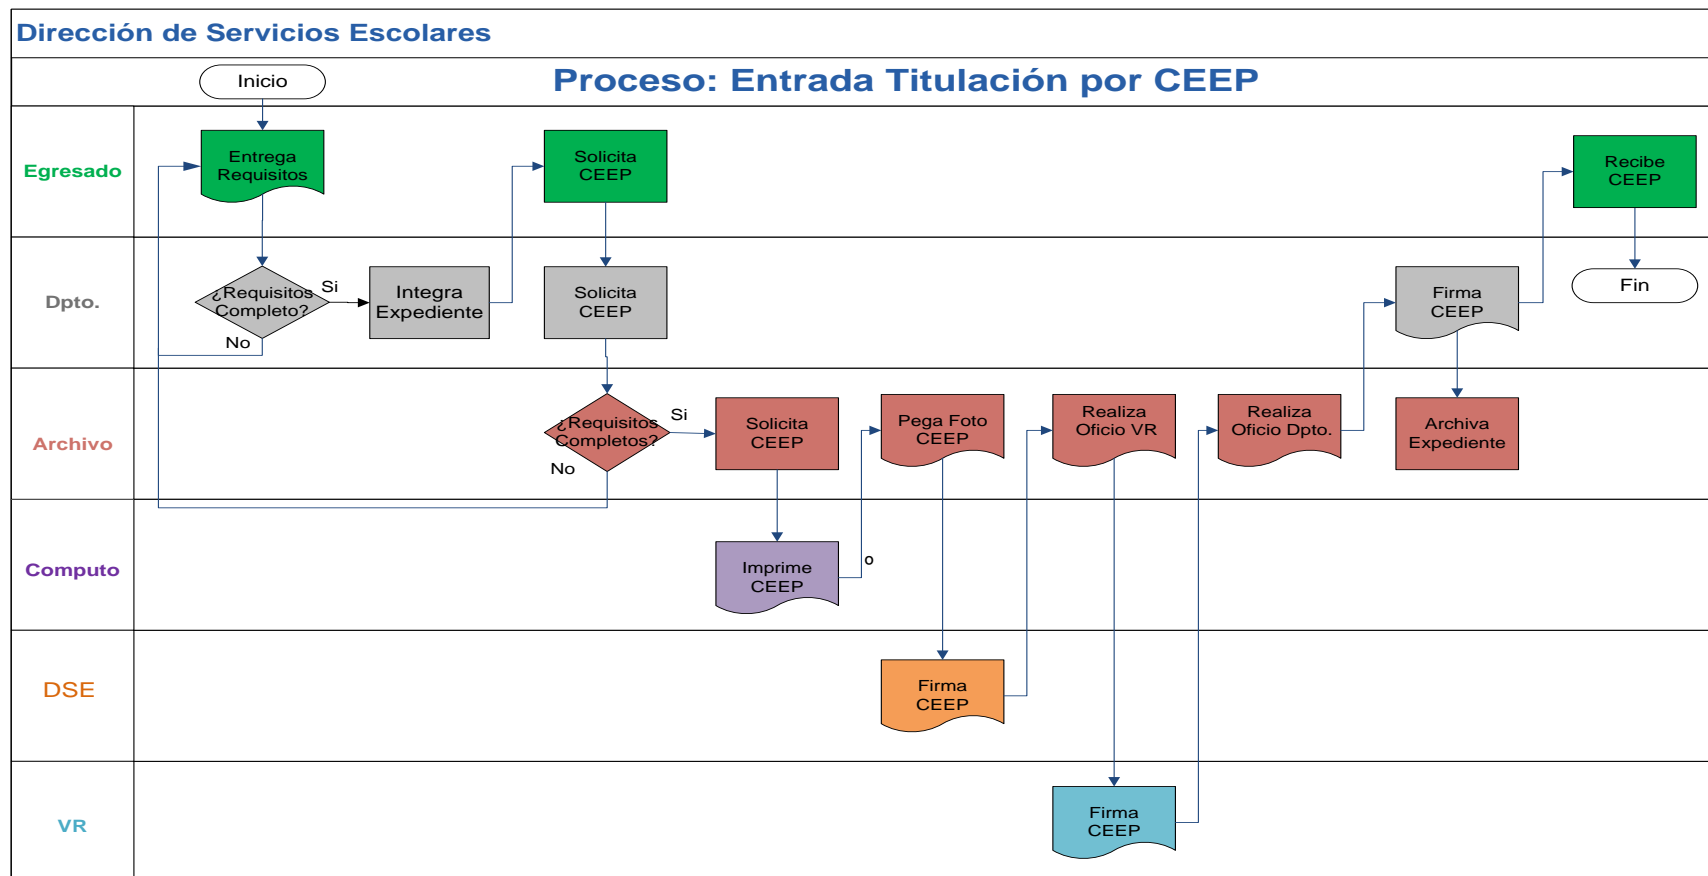 Dirección de Servicios Escolares
Inicio
Proceso: Entrada Titulación por CEEP
Egresado
Entrega
Requisitos
Solicita
CEEP
Recibe
CEEP
Dpto.
¿Requisitos
Completo?
Si
No
Integra
Expediente
Solicita
CEEP
Firma
CEEP
Fin
Archivo
¿Requisitos
Completos?
Si
No
Solicita
CEEP
Pega Foto
CEEP
Realiza
Oficio VR
Realiza
Oficio Dpto.
Archiva
Expediente
Computo
Imprime
CEEP
o
DSE
Firma
CEEP
VR
Firma
CEEP